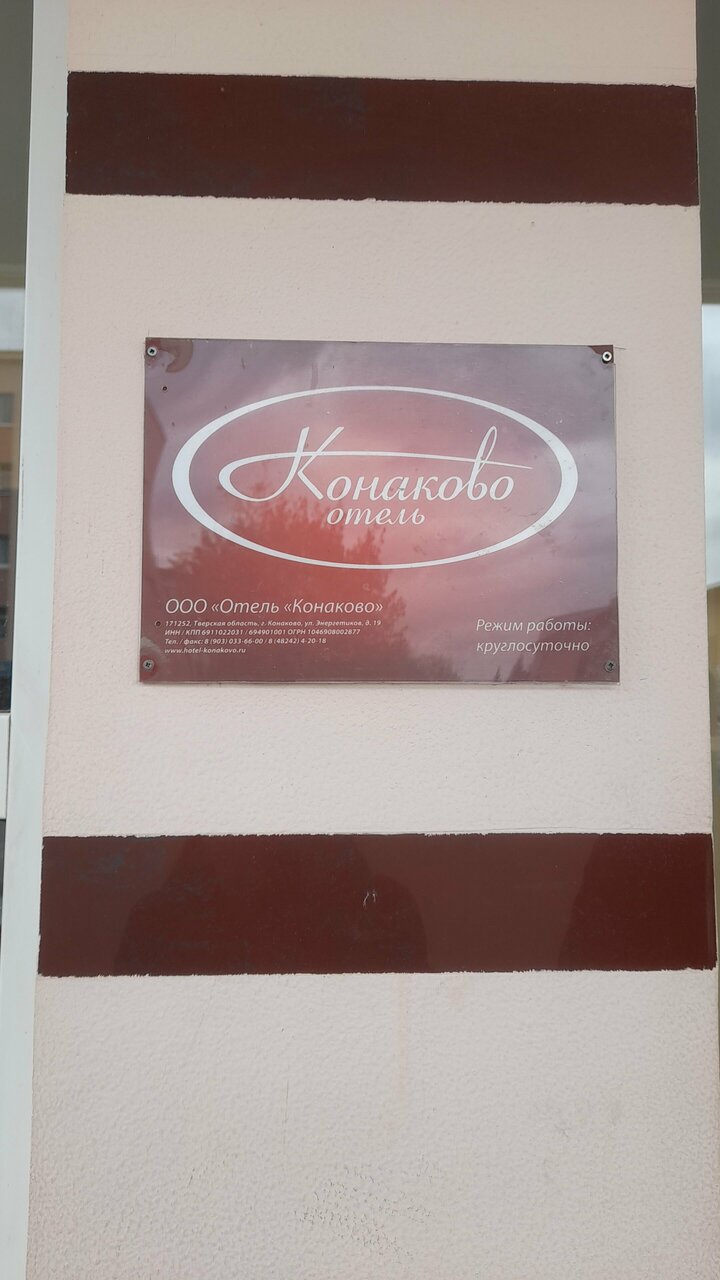 Конаково
отель
ООО «Отель «Конаково»
171252, Тверская область, г. Конаково, ул. Энергетиков, д. 19
ИНН / КПП 6911022031 / 694901001 ОГРН 1046908002877
Тел. / факс: 8 (903) 033-66-00 / 8 (48242) 4-20-18
www.hotel-konakovo.ru
Режим работы:
круглосуточно